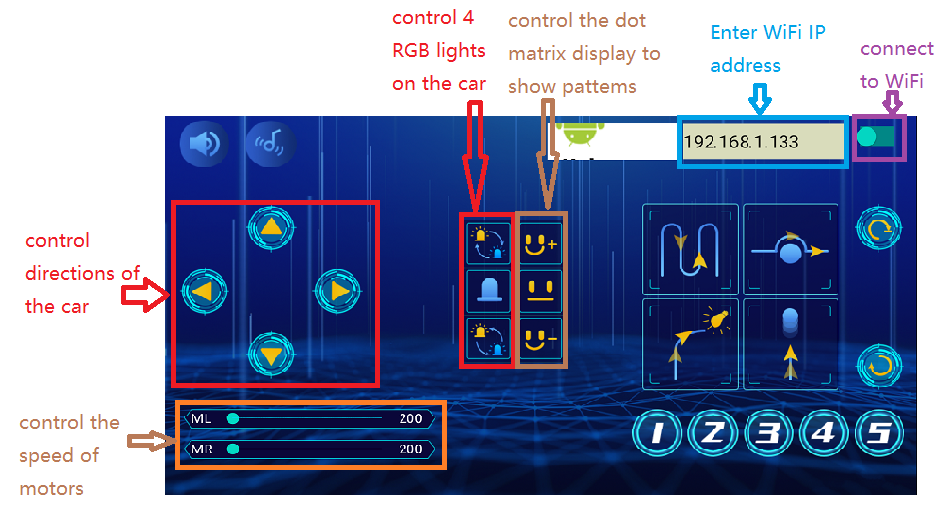 control 4
RGB lights
on the car
control the dot
matrix display to
show pattems
Enter WiFi IP
address
connect
to WiFi
192.168.1.133
control
directions of
the car
control the
speed of
motors
ML 200
MR 200
1 2 3 4 5